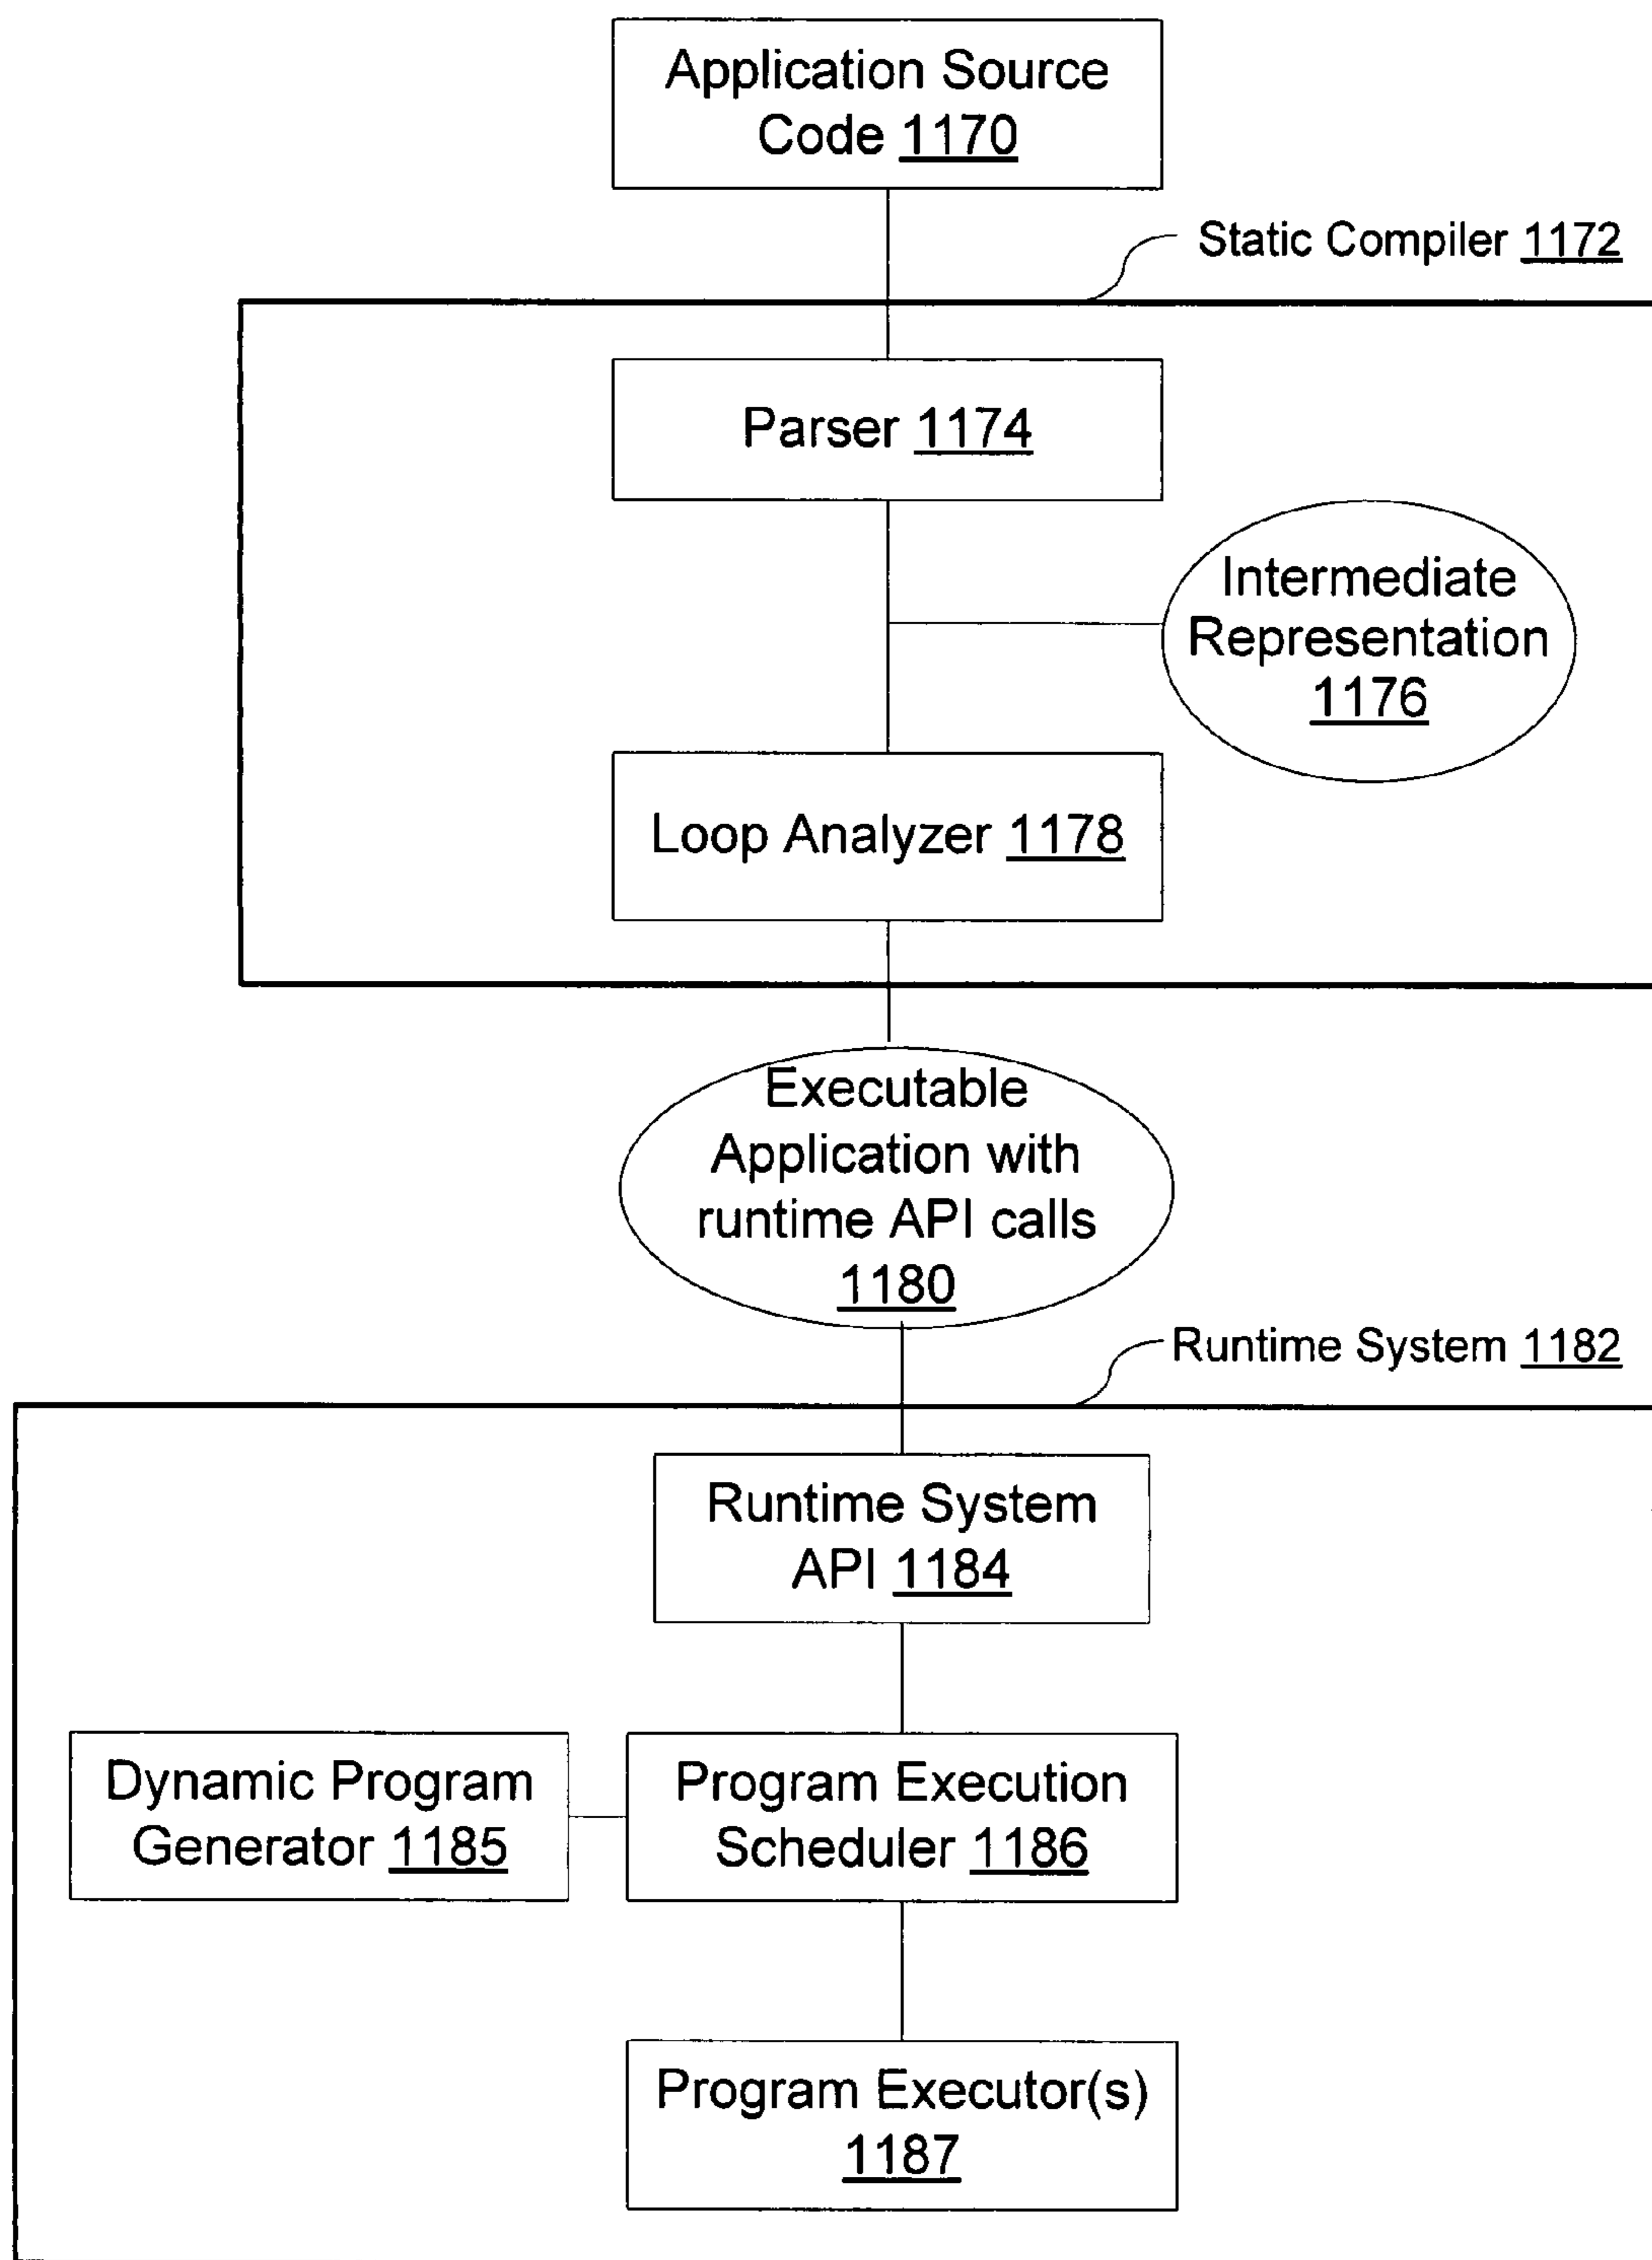 Application Source
Code 1170
Static Compiler 1172
Parser 1174
Intermediate
Representation
1176
Loop Analyzer 1178
Executable
Application with
runtime API calls
1180
Runtime System 1182
Runtime System
API 1184
Dynamic Program
Generator 1185
Program Execution
Scheduler 1186
Program Executor(s)
1187